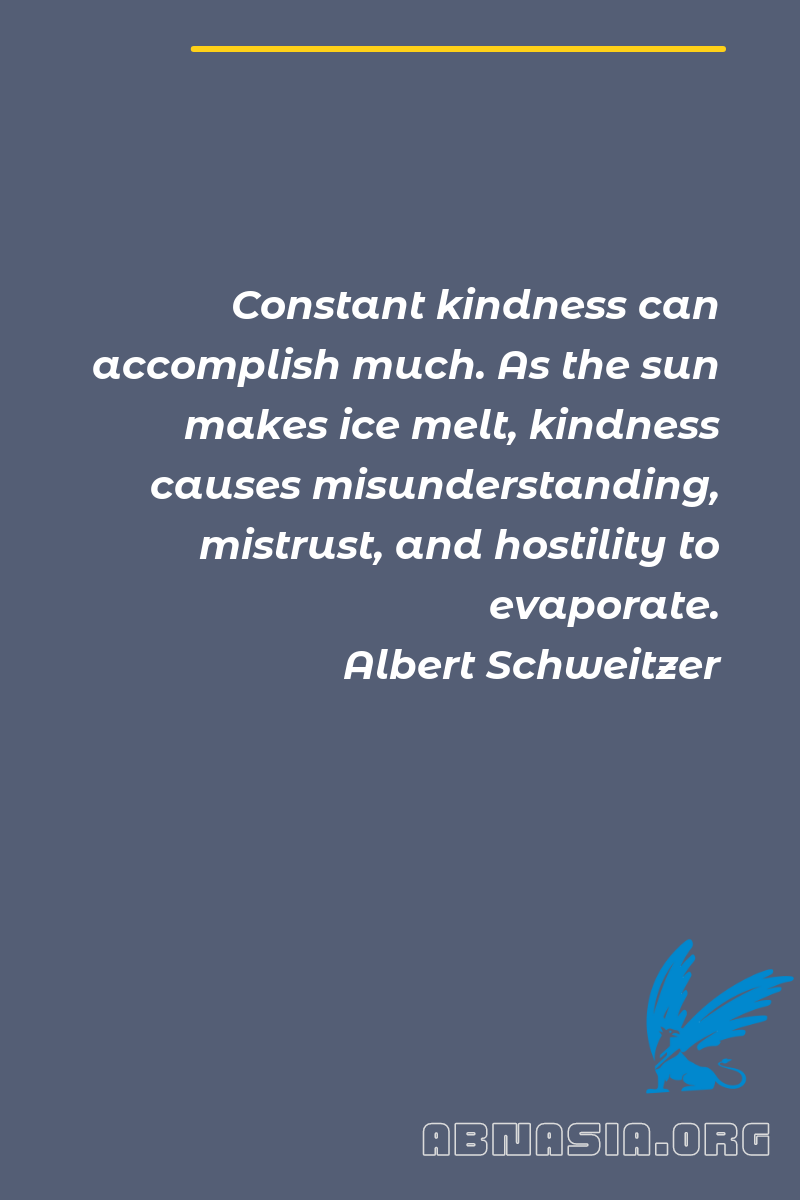 Constant kindness can
accomplish much. As the sun
makes ice melt, kindness
causes misunderstanding,
mistrust, and hostility to
evaporate.
Albert Schweitzer
ABNASIA.ORG